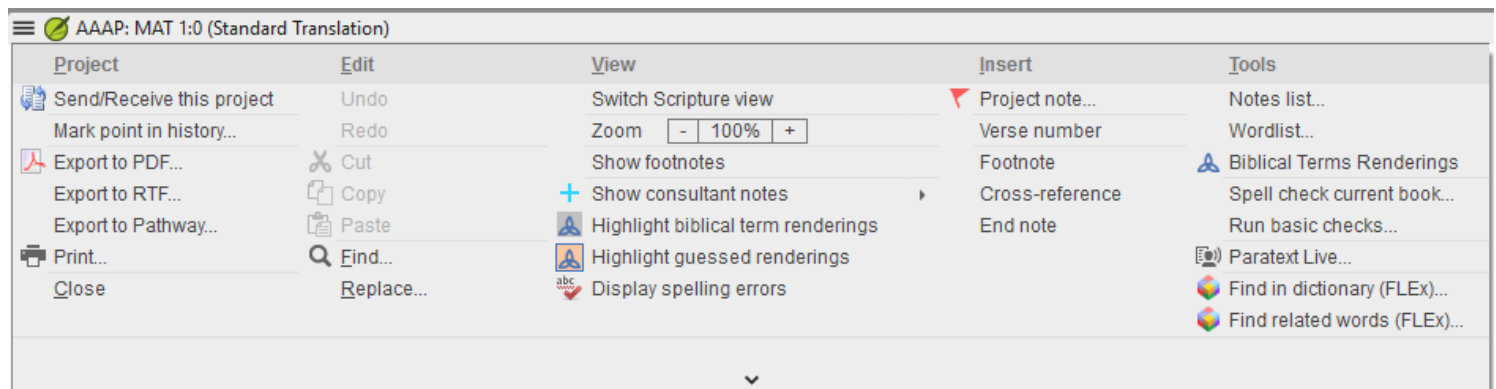 AAAP: MAT 1:0 (Standard Translation)
Project Edit View Insert Tools
Send/Receive this project Undo Switch Scripture view Project note... Notes list...
Mark point in history... Redo Zoom - 100% + Verse number Wordlist...
Export to PDF... Cut Show footnotes Footnote Biblical Terms Renderings
Export to RTF... Copy Show consultant notes Cross-reference Spell check current book...
Export to Pathway... Paste Highlight biblical term renderings End note Run basic checks...
Print... Find... Highlight guessed renderings Paratext Live...
Close Replace... abc Display spelling errors Find in dictionary (FLEx)...
Find related words (FLEx)...